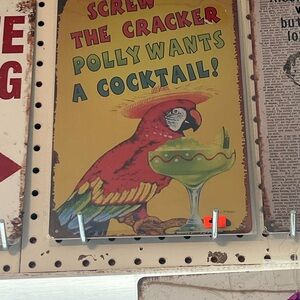 SCREW
THE CRACKER
POLLY WANTS
A COCKTAIL!
E
G